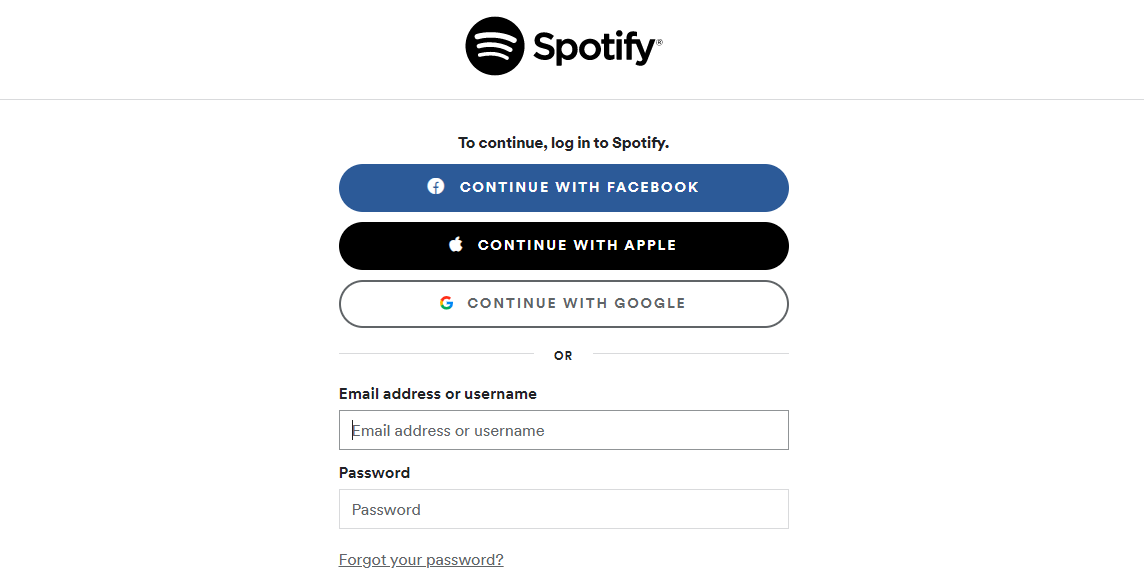 Spotify®
To continue, log in to Spotify.
CONTINUE WITH FACEBOOK
CONTINUE WITH APPLE
CONTINUE WITH GOOGLE
OR
Email address or username
Email address or username
Password
Password
Forgot your password?